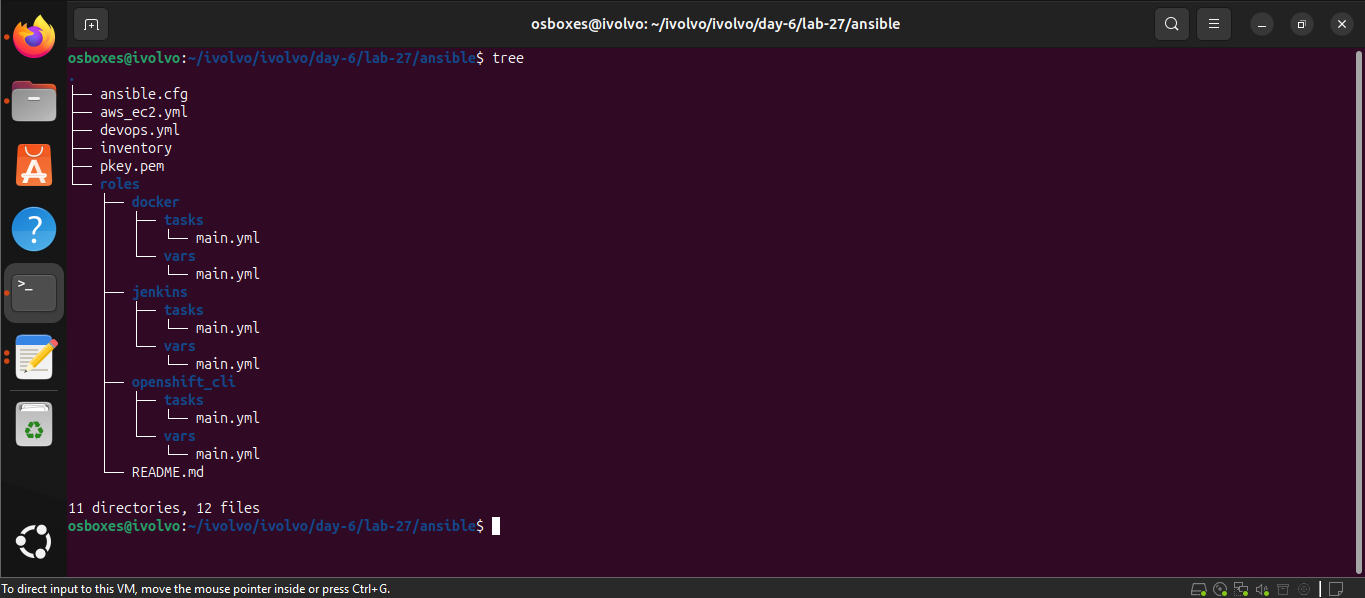 osboxes@ivolvo: ~/ivolvo/ivolvo/day-6/lab-27/ansible
osboxes@ivolvo:~/ivolvo/ivolvo/day-6/lab-27/ansible$ tree
.
├── ansible.cfg
├── aws_ec2.yml
├── devops.yml
├── inventory
├── pkey.pem
└── roles
    ├── docker
    │   ├── tasks
    │   │   └── main.yml
    │   └── vars
    │       └── main.yml
    ├── jenkins
    │   ├── tasks
    │   │   └── main.yml
    │   └── vars
    │       └── main.yml
    ├── openshift_cli
    │   ├── tasks
    │   │   └── main.yml
    │   └── vars
    │       └── main.yml
    └── README.md
11 directories, 12 files
osboxes@ivolvo:~/ivolvo/ivolvo/day-6/lab-27/ansible$
To direct input to this VM, move the mouse pointer inside or press Ctrl+G.